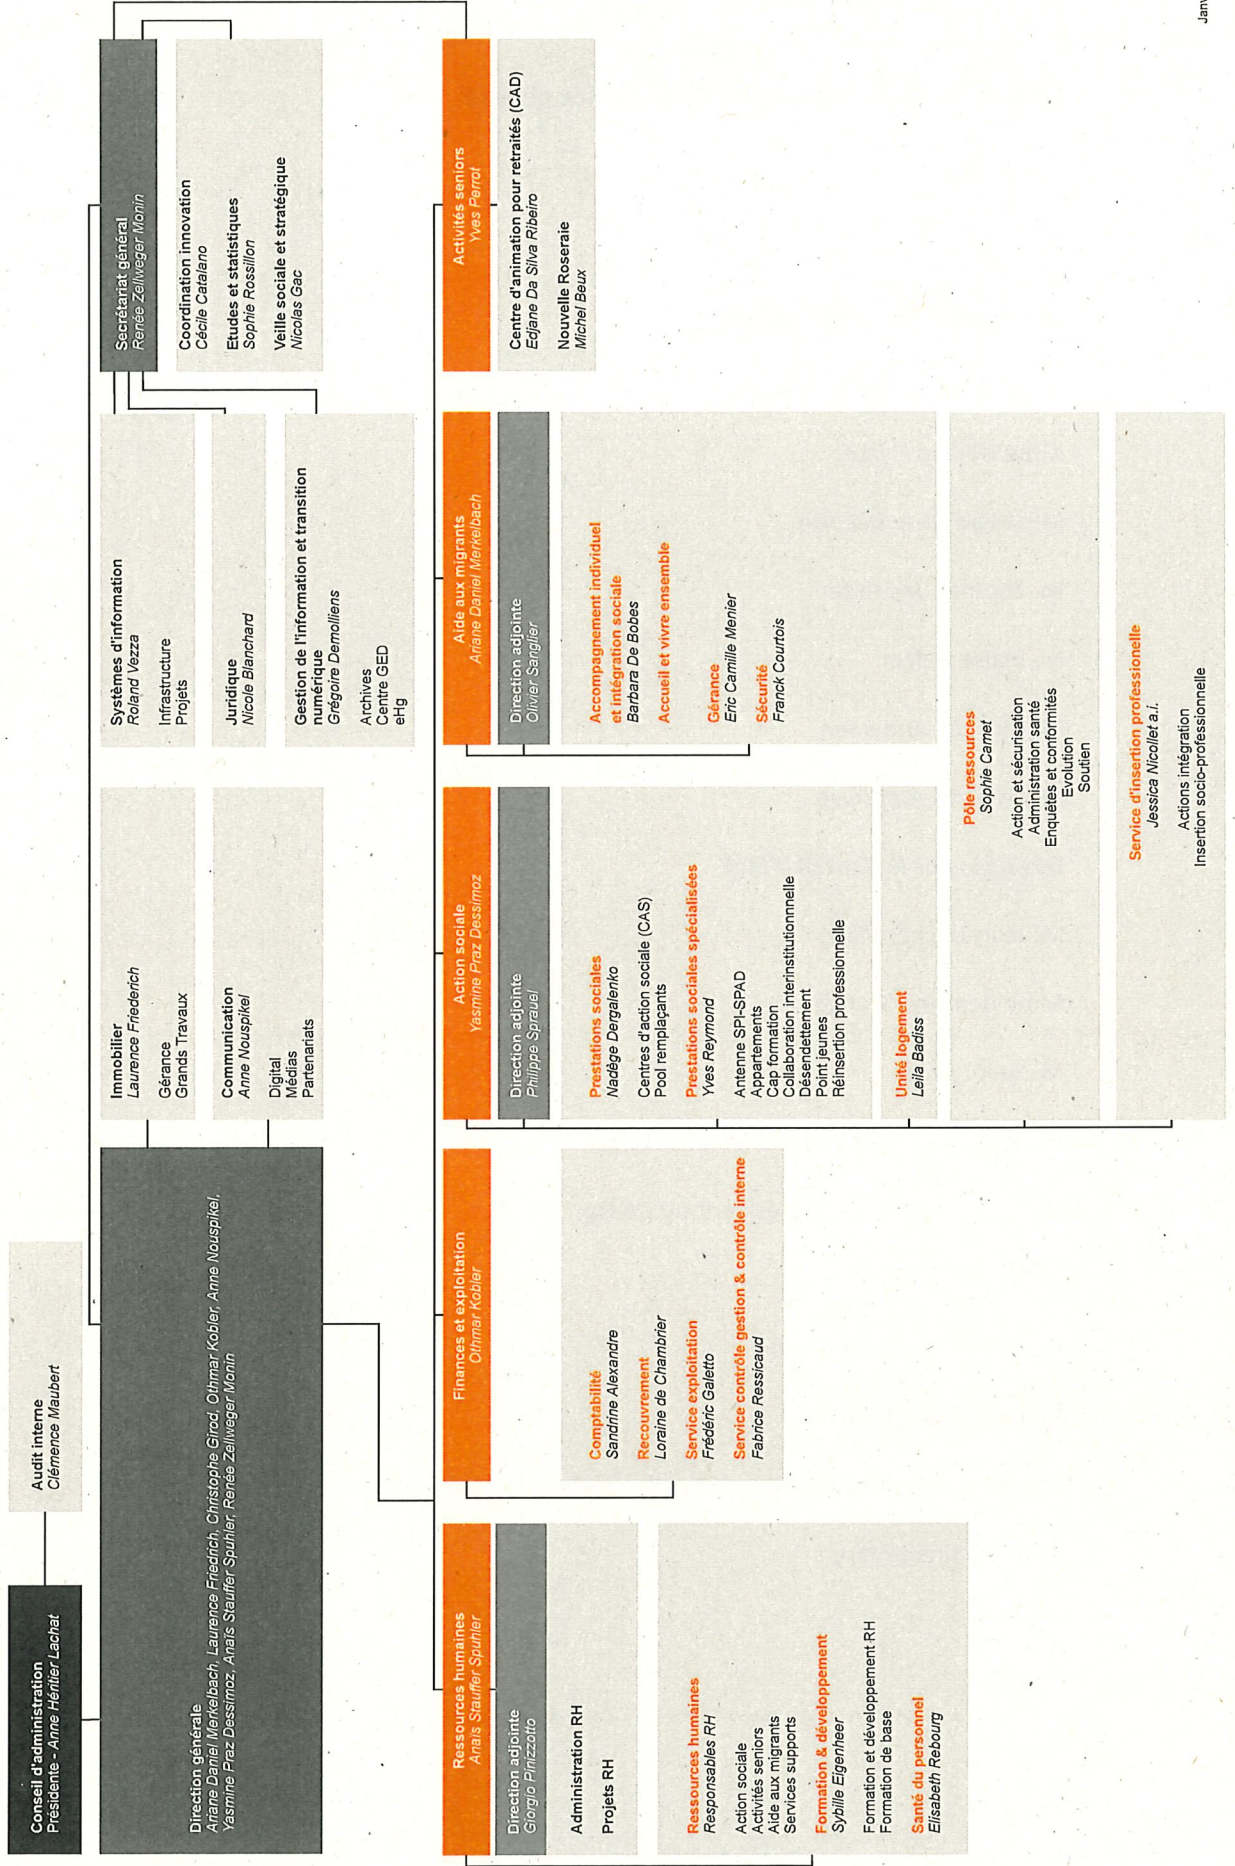 Conseil d'administration
Présidente - Anne Héritier Lachat
Audit interne
Clémence Maubert
Direction générale
Ariane Daniel Merkelbach, Laurence Friedrich, Christophe Girod, Othmar Kobler, Anne Nouspikel,
Yasmine Praz Dessimoz, Anaïs Stauffer Spuhler, Renée Zellweger Monin
Immobilier
Laurence Friederich
Gérance
Grands Travaux
Communication
Anne Nouspikel
Digital
Médias
Partenariats
Systèmes d'information
Roland Vezza
Infrastructure
Projets
Juridique
Nicole Blanchard
Gestion de l'information et transition
numérique
Grégoire Demolliens
Archives
Centre GED
eHg
Secrétariat général
Renée Zellweger Monin
Coordination innovation
Cécile Catalano
Etudes et statistiques
Sophie Rossillon
Veille sociale et stratégique
Nicolas Gac
Ressources humaines
Anaïs Stauffer Spuhler
Direction adjointe
Giorgio Pinizzotto
Administration RH
Projets RH
Ressources humaines
Responsables RH
Action sociale
Activités seniors
Aide aux migrants
Services supports
Formation & développement
Sybille Eigenheer
Formation et développement RH
Formation de base
Santé du personnel
Elisabeth Rebourg
Finances et exploitation
Othmar Kobler
Comptabilité
Sandrine Alexandre
Recouvrement
Loraine de Chambrier
Service exploitation
Frédéric Galetto
Service contrôle gestion & contrôle interne
Fabrice Ressicaud
Action sociale
Yasmine Praz Dessimoz
Direction adjointe
Philippe Sprauel
Prestations sociales
Nadège Dergalenko
Centres d'action sociale (CAS)
Pool remplaçants
Prestations sociales spécialisées
Yves Reymond
Antenne SPI-SPAD
Appartements
Cap formation
Collaboration interinstitutionnnelle
Désendettement
Point jeunes
Réinsertion professionnelle
Unité logement
Leila Badiss
Aide aux migrants
Ariane Daniel Merkelbach
Direction adjointe
Olivier Sanglier
Accompagnement individuel
et intégration sociale
Barbara De Bobes
Accueil et vivre ensemble
Gérance
Eric Camille Menier
Sécurité
Franck Courtois
Pôle ressources
Sophie Carnet
Action et sécurisation
Administration santé
Enquêtes et conformités
Evolution
Soutien
Service d'insertion professionelle
Jessica Nicollet a.i.
Actions intégration
Insertion socio-professionnelle
Activités seniors
Yves Perrot
Centre d'animation pour retraités (CAD)
Edjane Da Silva Ribeiro
Nouvelle Roseraie
Michel Beux